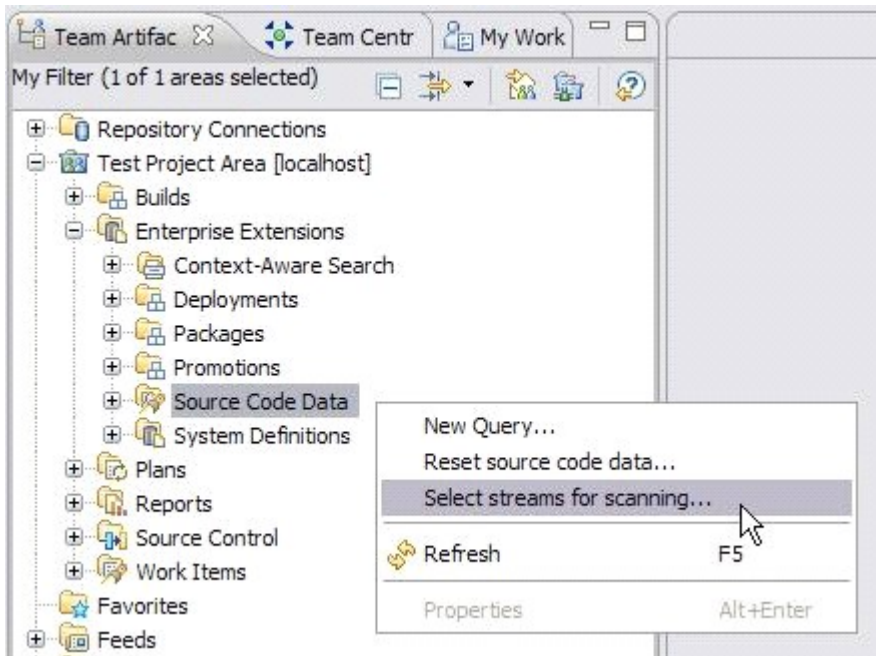 Team Artifac Team Centr My Work
My Filter (1 of 1 areas selected)
Repository Connections
Test Project Area [localhost]
Builds
Enterprise Extensions
Context-Aware Search
Deployments
Packages
Promotions
Source Code Data
System Definitions
Plans
Reports
Source Control
Work Items
Favorites
Feeds
New Query...
Reset source code data...
Select streams for scanning...
Refresh F5
Properties Alt+Enter